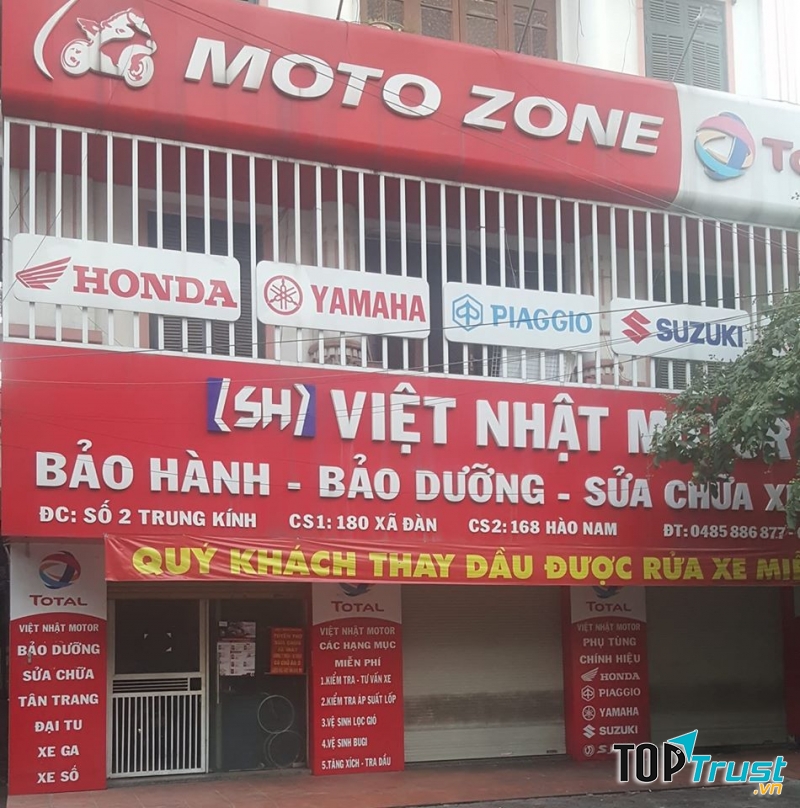 MOTO ZONE
HONDA YAMAHA PIAGGIO SUZUKI
(SH) VIỆT NHẬT
BẢO HÀNH - BẢO DƯỠNG - SỬA CHỮA
ĐC: SỐ 2 TRUNG KÍNH CS1: 180 XÃ ĐÀN CS2: 168 HÀO NAM ĐT: 0485 886 877 -
QUÝ KHÁCH THAY DẦU ĐƯỢC RỬA XE
TOTAL
VIỆT NHẬT MOTOR
BẢO DƯỠNG
SỬA CHỮA
TÂN TRANG
ĐẠI TU
XE GA
XE SỐ
TOTAL
VIỆT NHẬT MOTOR
CÁC HẠNG MỤC
MIỄN PHÍ
1.KIỂM TRA - TƯ VẤN XE
2.KIỂM TRA ÁP SUẤT LỐP
3.VỆ SINH LỌC GIÓ
4.VỆ SINH BUGI
5.TĂNG XÍCH - TRA DẦU
TOTAL
VIỆT NHẬT MOTOR
PHỤ TÙNG
CHÍNH HIỆU
HONDA
PIAGGIO
YAMAHA
SUZUKI
TOPTrust.vn